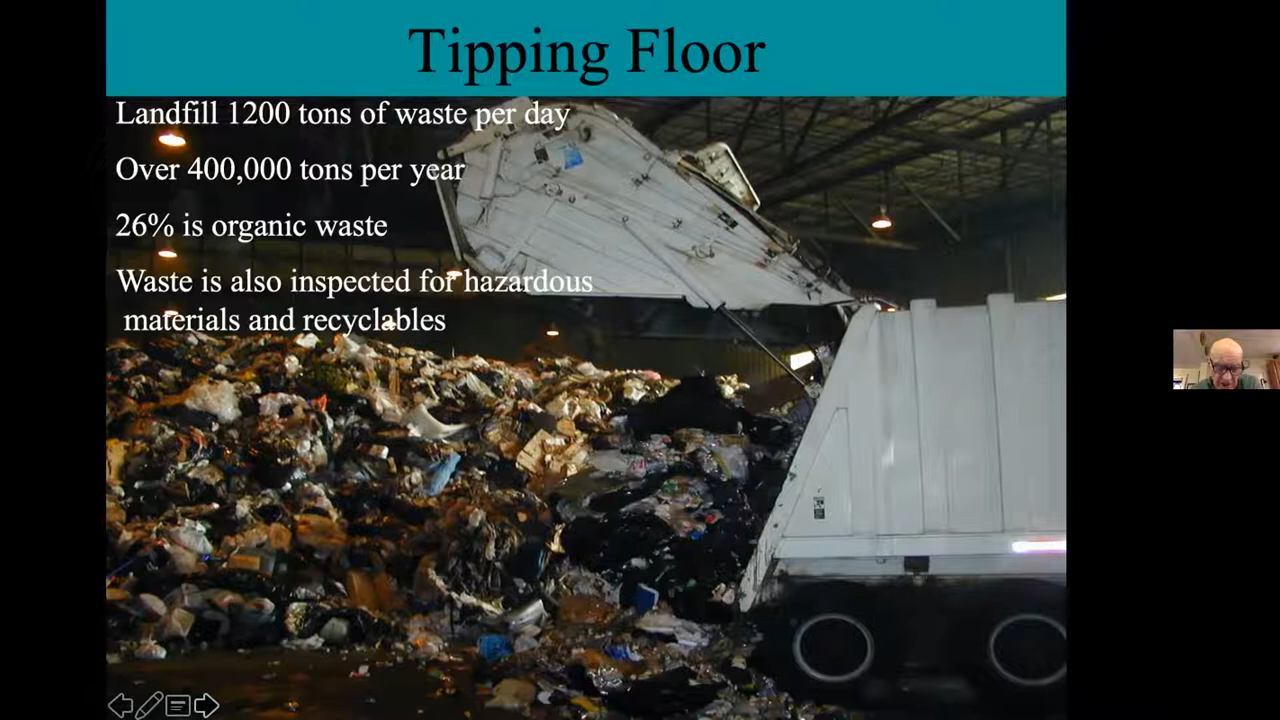 Tipping Floor
Landfill 1200 tons of waste per day
Over 400,000 tons per year
26% is organic waste
Waste is also inspected for hazardous
materials and recyclables